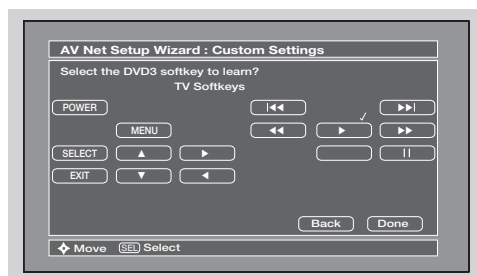 AV Net Setup Wizard : Custom Settings
Select the DVD3 softkey to learn?
TV Softkeys
POWER
MENU
SELECT
EXIT
Back Done
Move SEL Select